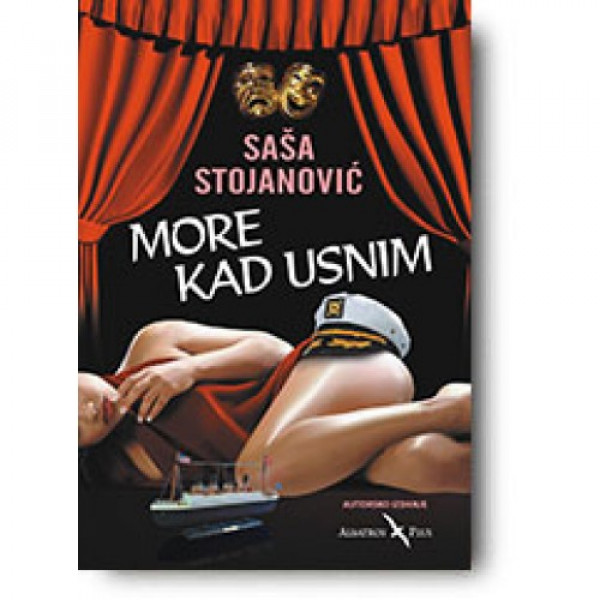 SAŠA
STOJANOVIĆ
MORE
KAD USNIM
AUTORSKO IZDANJE
ALBATROS PLUS